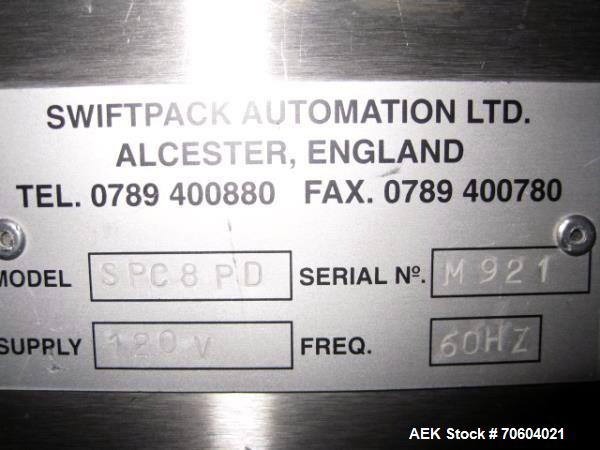 SWIFTPACK AUTOMATION LTD.
ALCESTER, ENGLAND
TEL. 0789 400880 FAX. 0789 400780
MODEL SPC8PD SERIAL Nº. M921
SUPPLY 120V FREQ. 60HZ
AEK Stock # 70604021